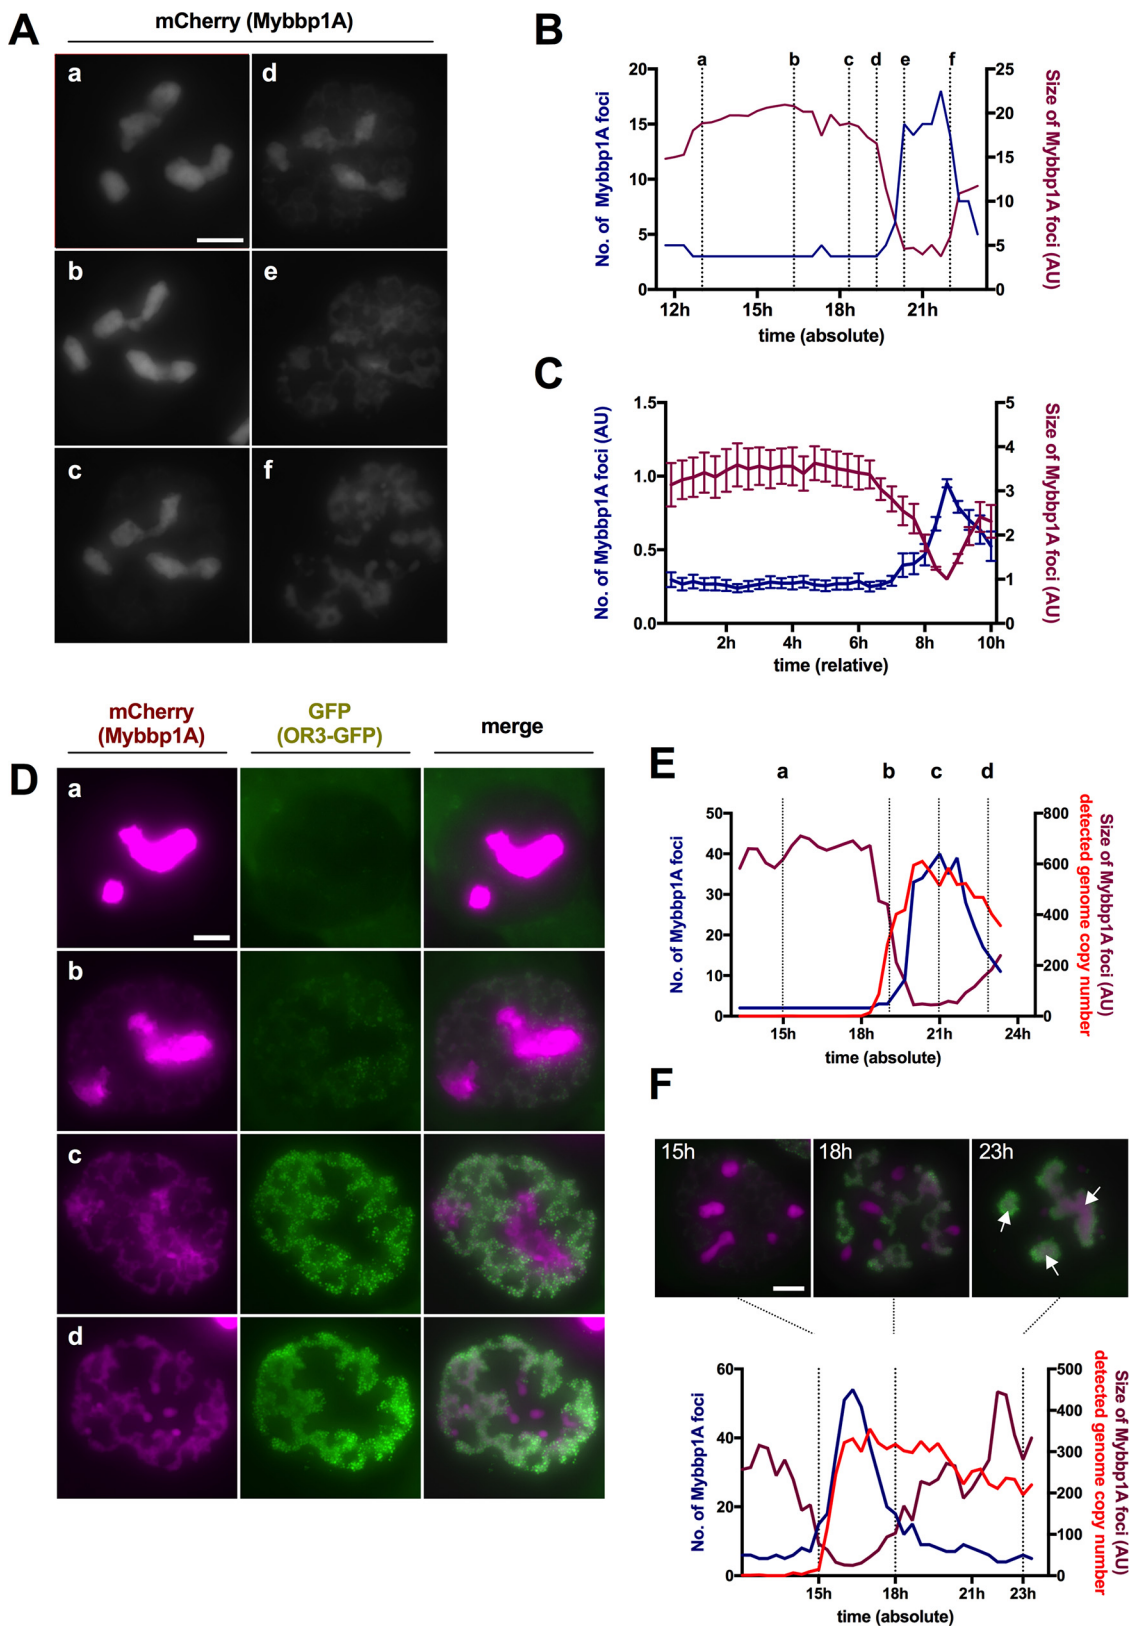 A
mCherry (Mybbp1A)
a
d
b
e
c
f
B
a
b
c
d
e
f
No. of Mybbp1A foci
20
15
10
5
0
25
20
15
10
5
0
Size of Mybbp1A foci (AU)
12h
15h
18h
21h
time (absolute)
C
No. of Mybbp1A foci (AU)
1.5
1.0
0.5
0.0
5
4
3
2
1
0
Size of Mybbp1A foci (AU)
2h
4h
6h
8h
10h
time (relative)
D
mCherry
(Mybbp1A)
GFP
(OR3-GFP)
merge
a
b
c
d
E
a
b
c
d
No. of Mybbp1A foci
50
40
30
20
10
0
800
600
400
200
0
detected genome copy number
Size of Mybbp1A foci (AU)
15h
18h
21h
24h
time (absolute)
F
15h
18h
23h
No. of Mybbp1A foci
60
40
20
0
500
400
300
200
100
0
detected genome copy number
Size of Mybbp1A foci (AU)
15h
18h
21h
23h
time (absolute)